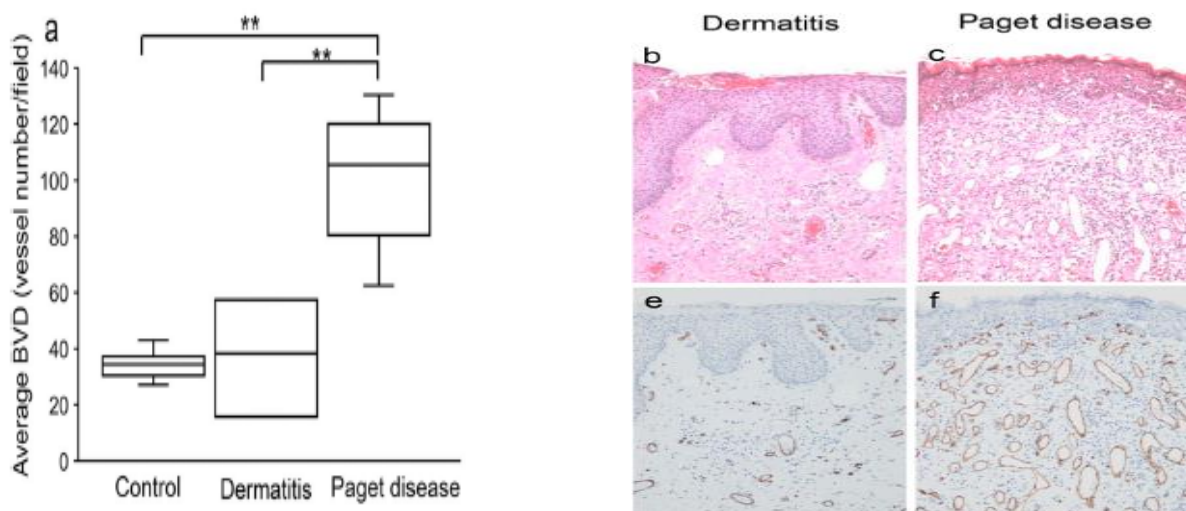 a
**
**
Average BVD (vessel number/field)
140
120
100
80
60
40
20
0
Control Dermatitis Paget disease
Dermatitis Paget disease
b c
e f